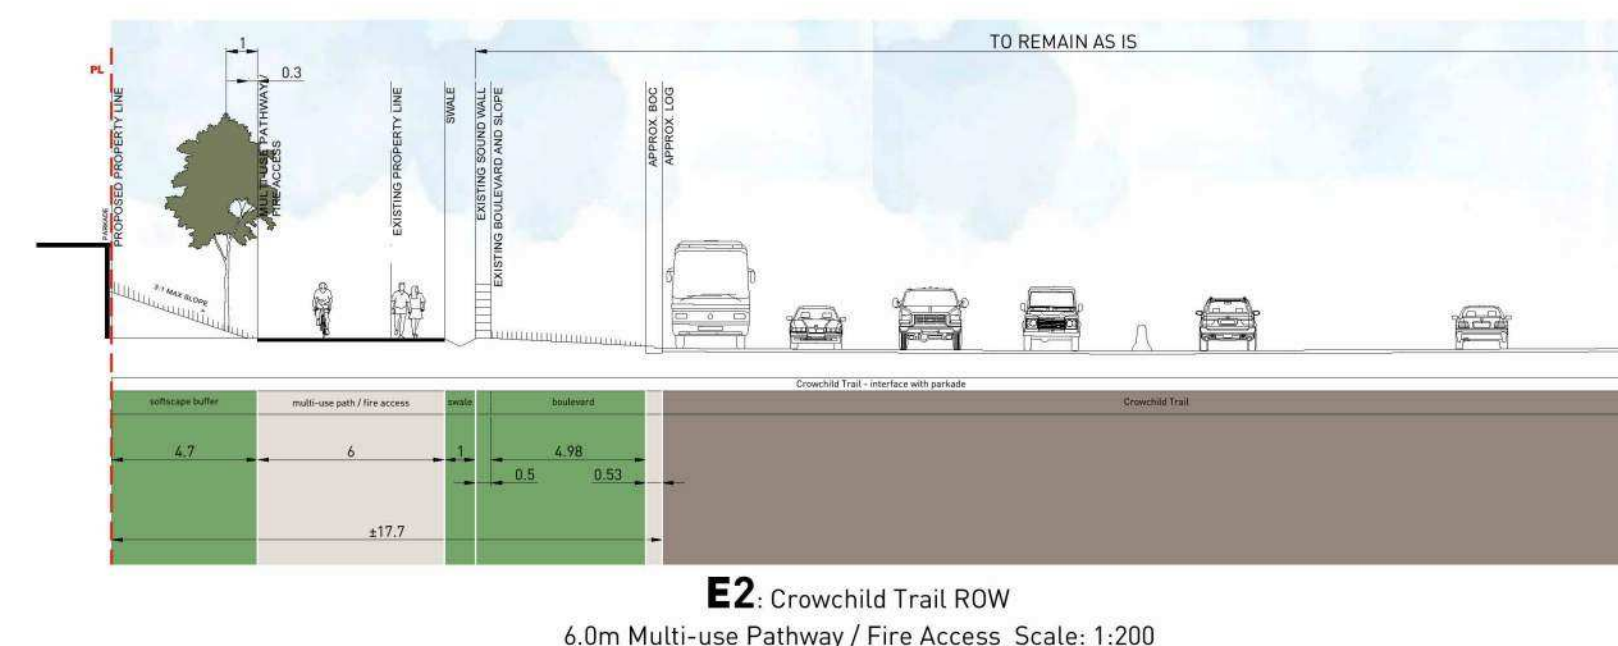 TO REMAIN AS IS
1
PL
0.3
PROPOSED PROPERTY LINE
MULTI-USE PATHWAY/
FIRE ACCESS
EXISTING PROPERTY LINE
SWALE
EXISTING SOUND WALL
EXISTING BOULEVARD AND SLOPE
APPROX. BOC
APPROX. LOG
PARKADE
3:1 MAX SLOPE
Crowchild Trail - interface with parkade
softscape buffer
multi-use path / fire access
swale
boulevard
Crowchild Trail
4.7
6
1
4.98
0.5
0.53
±17.7
E2: Crowchild Trail ROW
6.0m Multi-use Pathway / Fire Access Scale: 1:200